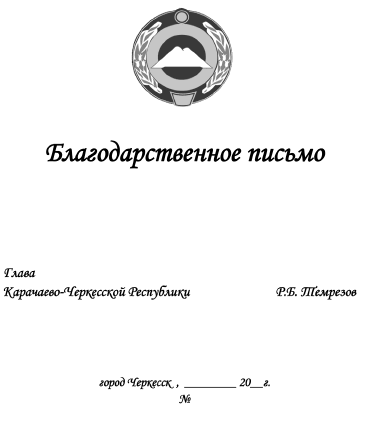 Благодарственное письмо
Глава
Карачаево-Черкесской Республики Р.Б. Темрезов
город Черкесск , ________ 20__г.
№